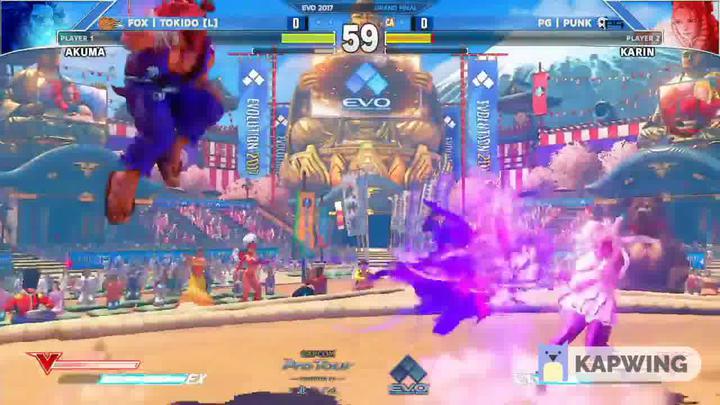 EVO 2017
GRAND FINAL
FOX | TOKIDO [L]
0
CA
0
PG | PUNK
PLAYER 1
59
PLAYER 2
AKUMA
KARIN
EVO
EVOLUTION 2017
EVOLUTION 2017
V
EX
CAPCOM
Pro Tour
EVO
KAPWING